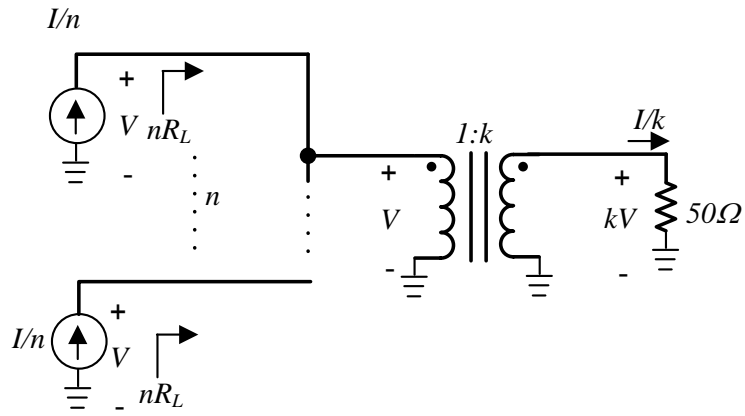 I/n
+
V
nR_L
-
n
1:k
I/k
+
V
-
+
kV
-
50Ω
I/n
+
V
-
nR_L